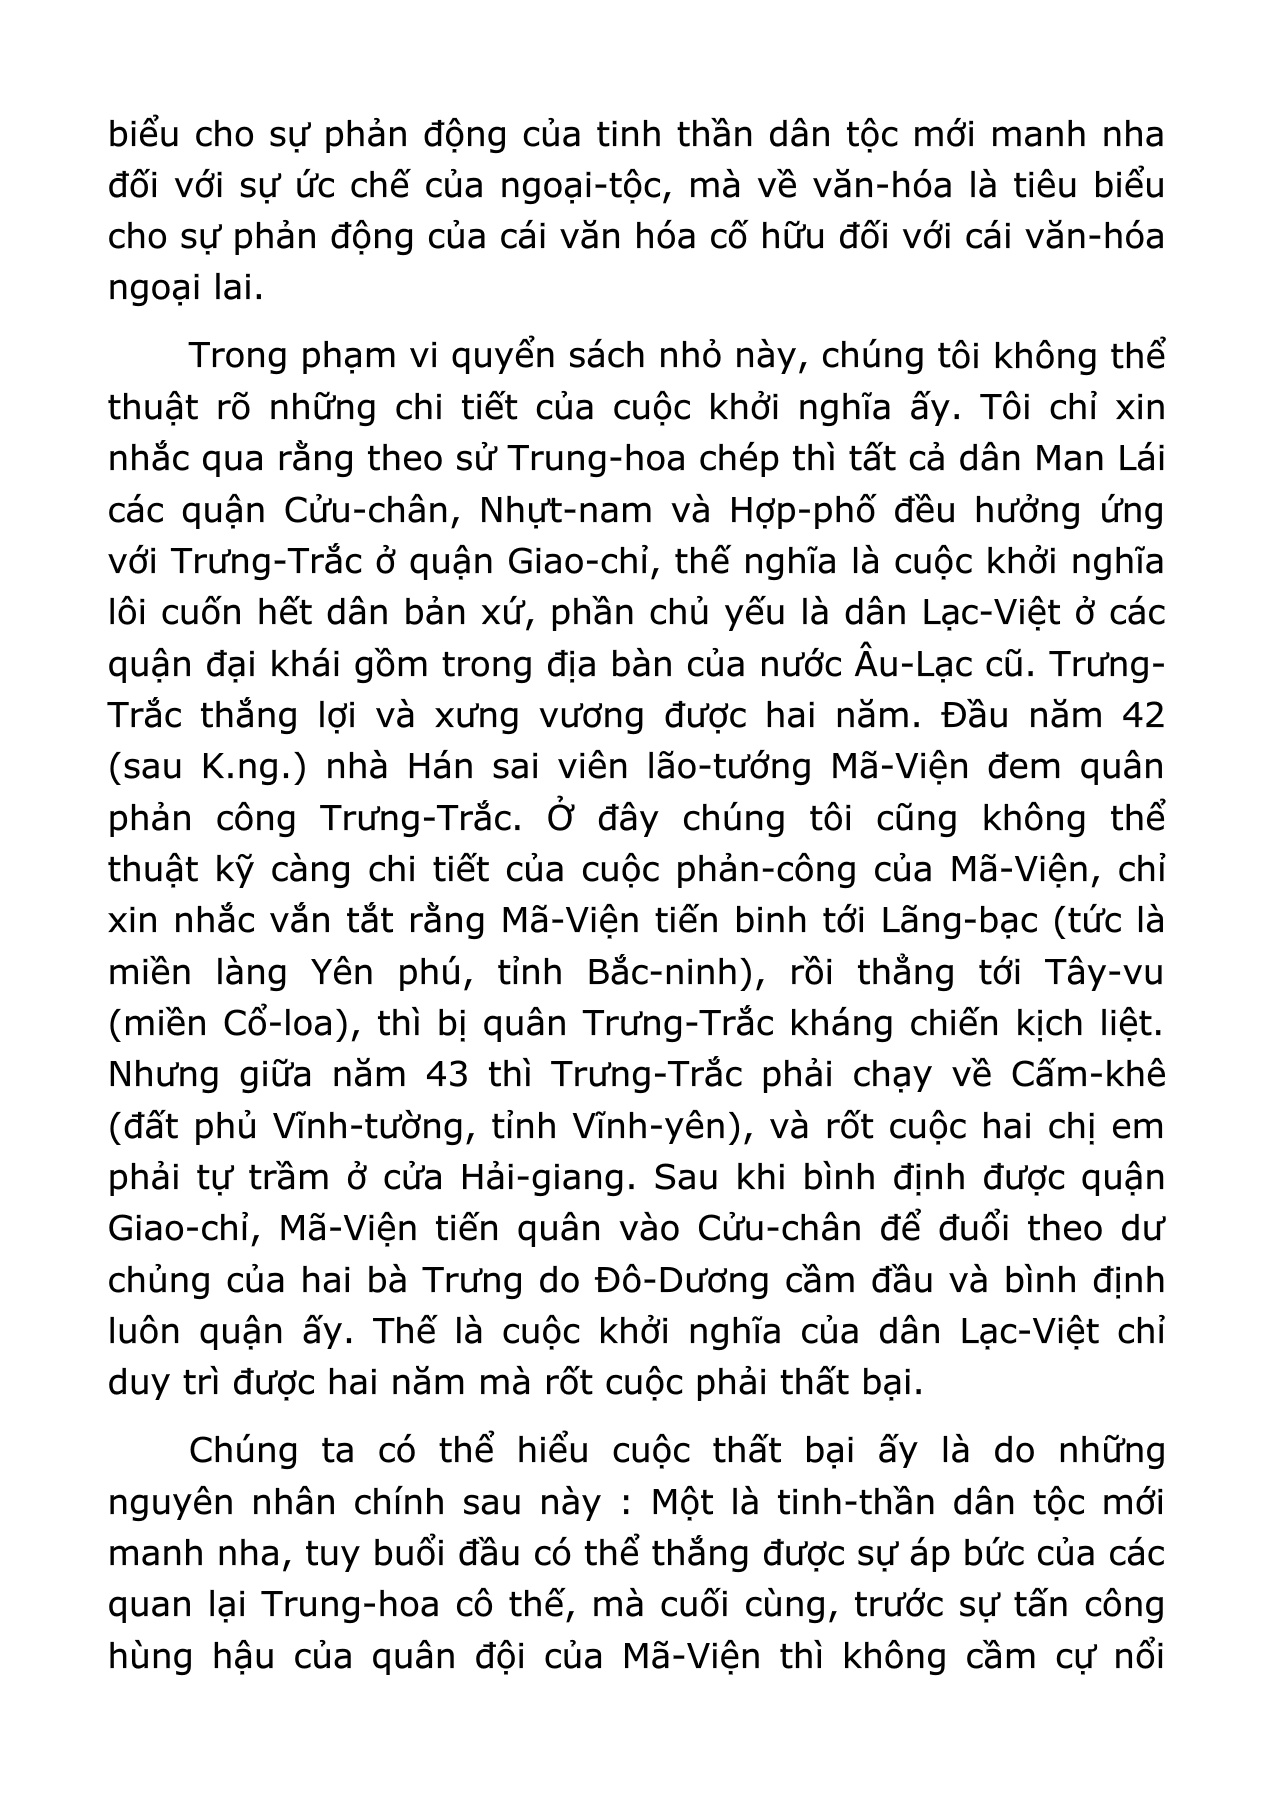 biểu cho sự phản động của tinh thần dân tộc mới manh nha
đối với sự ức chế của ngoại-tộc, mà về văn-hóa là tiêu biểu
cho sự phản động của cái văn hóa cố hữu đối với cái văn-hóa
ngoại lai.
Trong phạm vi quyển sách nhỏ này, chúng tôi không thể
thuật rõ những chi tiết của cuộc khởi nghĩa ấy. Tôi chỉ xin
nhắc qua rằng theo sử Trung-hoa chép thì tất cả dân Man Lái
các quận Cửu-chân, Nhựt-nam và Hợp-phố đều hưởng ứng
với Trưng-Trắc ở quận Giao-chỉ, thế nghĩa là cuộc khởi nghĩa
lôi cuốn hết dân bản xứ, phần chủ yếu là dân Lạc-Việt ở các
quận đại khái gồm trong địa bàn của nước Âu-Lạc cũ. Trưng-
Trắc thắng lợi và xưng vương được hai năm. Đầu năm 42
(sau K.ng.) nhà Hán sai viên lão-tướng Mã-Viện đem quân
phản công Trưng-Trắc. Ở đây chúng tôi cũng không thể
thuật kỹ càng chi tiết của cuộc phản-công của Mã-Viện, chỉ
xin nhắc vắn tắt rằng Mã-Viện tiến binh tới Lãng-bạc (tức là
miền làng Yên phú, tỉnh Bắc-ninh), rồi thẳng tới Tây-vu
(miền Cổ-loa), thì bị quân Trưng-Trắc kháng chiến kịch liệt.
Nhưng giữa năm 43 thì Trưng-Trắc phải chạy về Cấm-khê
(đất phủ Vĩnh-tường, tỉnh Vĩnh-yên), và rốt cuộc hai chị em
phải tự trầm ở cửa Hải-giang. Sau khi bình định được quận
Giao-chỉ, Mã-Viện tiến quân vào Cửu-chân để đuổi theo dư
chủng của hai bà Trưng do Đô-Dương cầm đầu và bình định
luôn quận ấy. Thế là cuộc khởi nghĩa của dân Lạc-Việt chỉ
duy trì được hai năm mà rốt cuộc phải thất bại.
Chúng ta có thể hiểu cuộc thất bại ấy là do những
nguyên nhân chính sau này : Một là tinh-thần dân tộc mới
manh nha, tuy buổi đầu có thể thắng được sự áp bức của các
quan lại Trung-hoa cô thế, mà cuối cùng, trước sự tấn công
hùng hậu của quân đội của Mã-Viện thì không cầm cự nổi